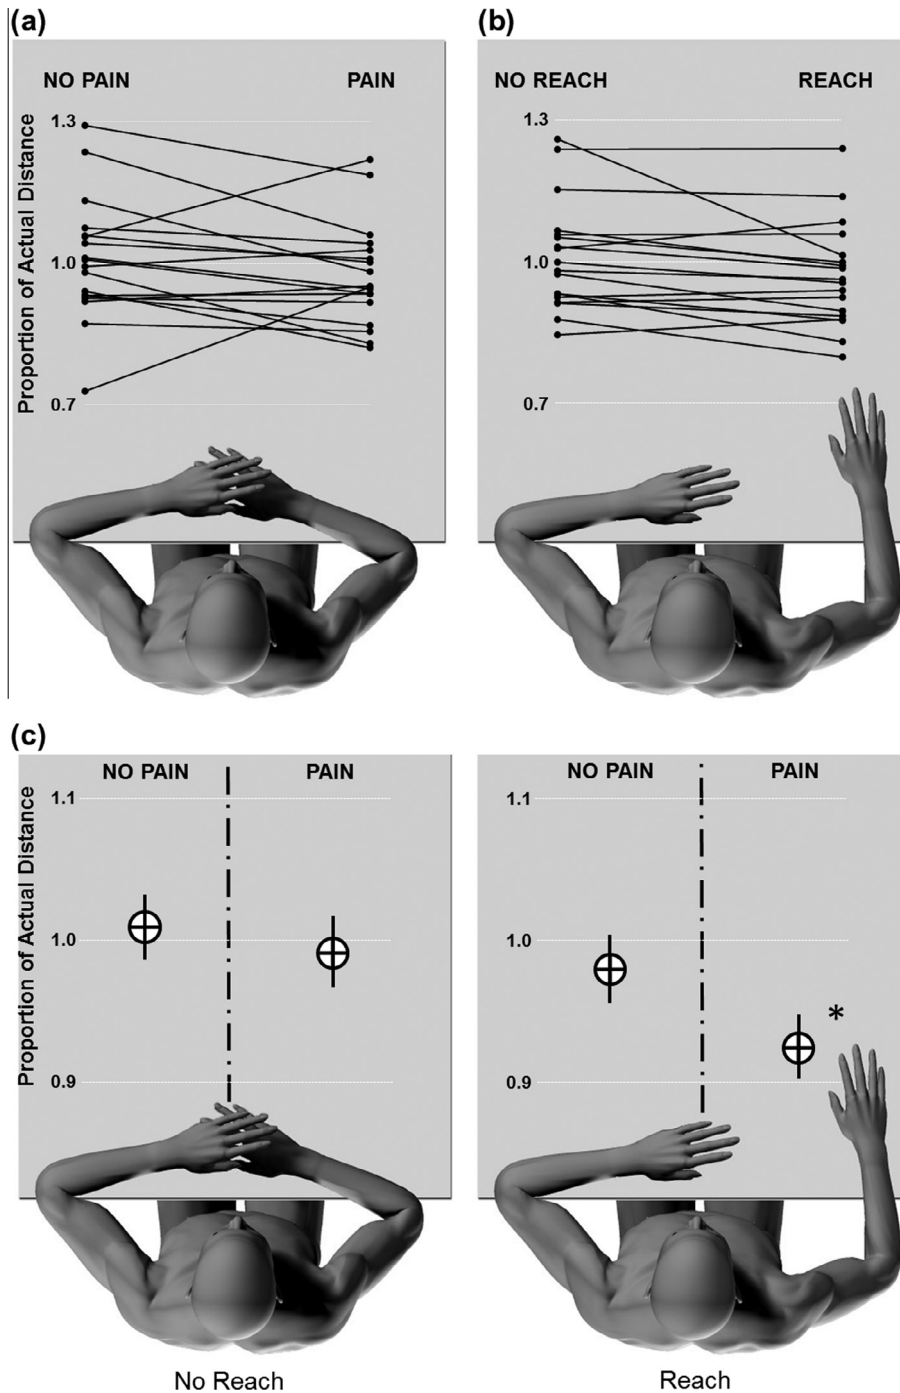 (a)
NO PAIN PAIN
1.3
1.0
0.7
Proportion of Actual Distance
(b)
NO REACH REACH
1.3
1.0
0.7
(c)
NO PAIN PAIN
1.1
1.0
0.9
Proportion of Actual Distance
No Reach
NO PAIN PAIN
1.1
1.0
*
0.9
Reach